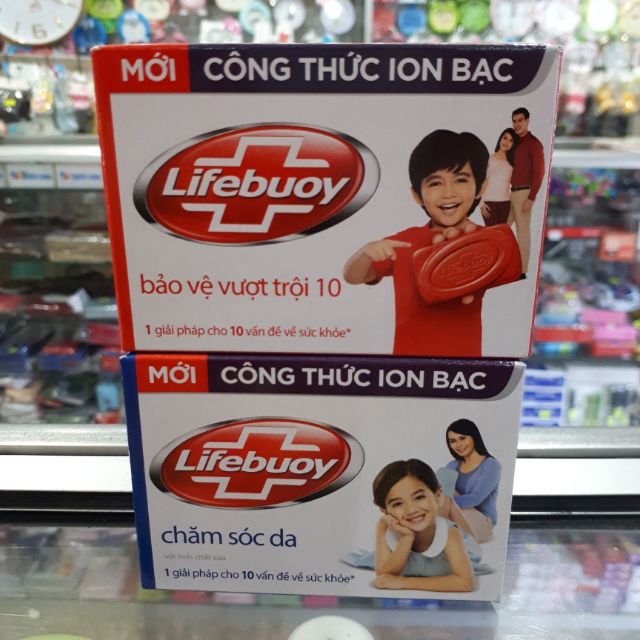 MỚI CÔNG THỨC ION BẠC
Lifebuoy
bảo vệ vượt trội 10
1 giải pháp cho 10 vấn đề về sức khỏe*
Lifebuoy
MỚI CÔNG THỨC ION BẠC
Lifebuoy
chăm sóc da
với tinh chất sữa
1 giải pháp cho 10 vấn đề về sức khỏe*